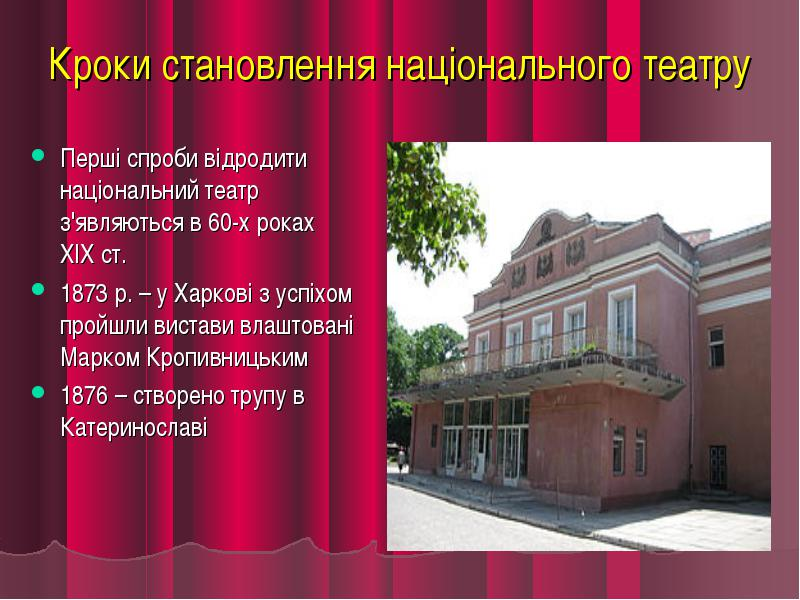 Кроки становлення національного театру
Перші спроби відродити
національний театр
з'являються в 60-х роках
XIX ст.
1873 р. – у Харкові з успіхом
пройшли вистави влаштовані
Марком Кропивницьким
1876 – створено трупу в
Катеринославі